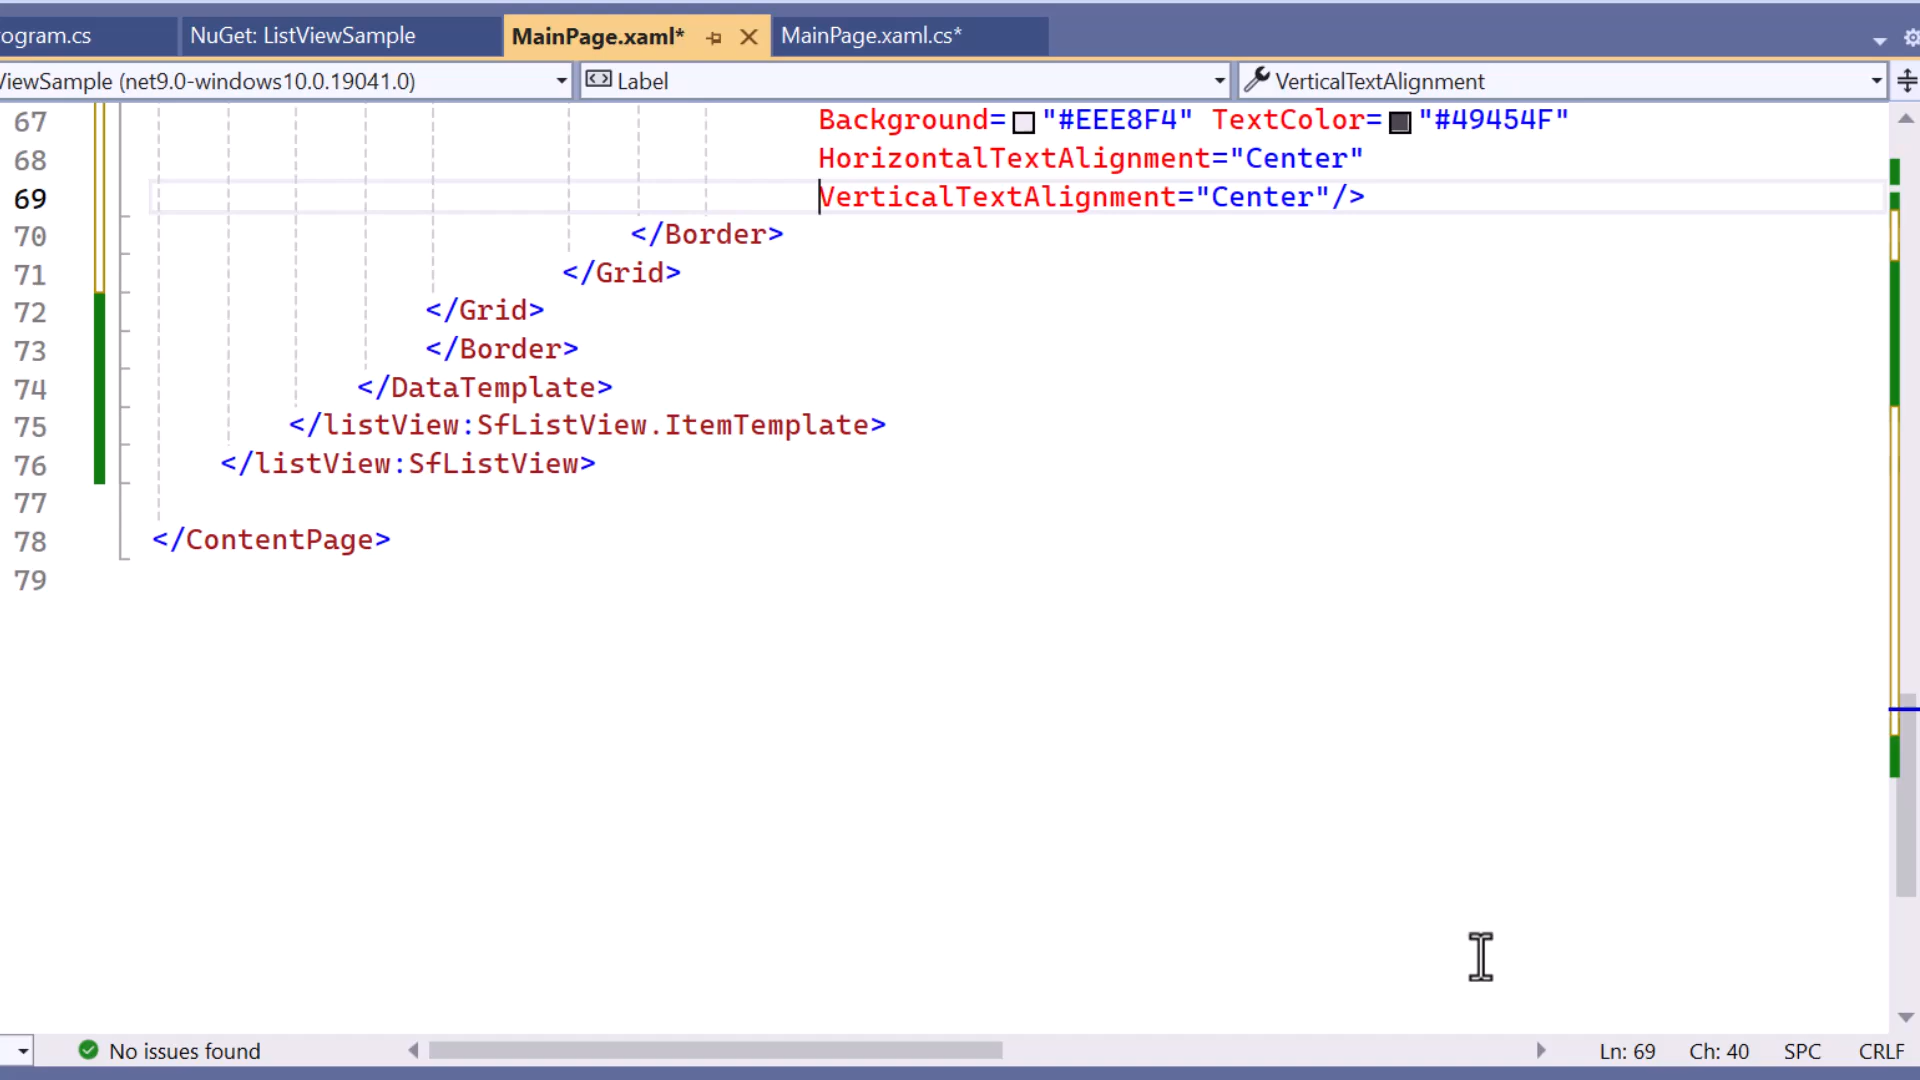 ogram.cs NuGet: ListViewSample MainPage.xaml* MainPage.xaml.cs*
ViewSample (net9.0-windows10.0.19041.0) Label VerticalTextAlignment
67 Background="#EEE8F4" TextColor="#49454F"
68 HorizontalTextAlignment="Center"
69 VerticalTextAlignment="Center"/>
70 </Border>
71 </Grid>
72 </Grid>
73 </Border>
74 </DataTemplate>
75 </listView:SfListView.ItemTemplate>
76 </listView:SfListView>
77
78 </ContentPage>
79
No issues found Ln: 69 Ch: 40 SPC CRLF